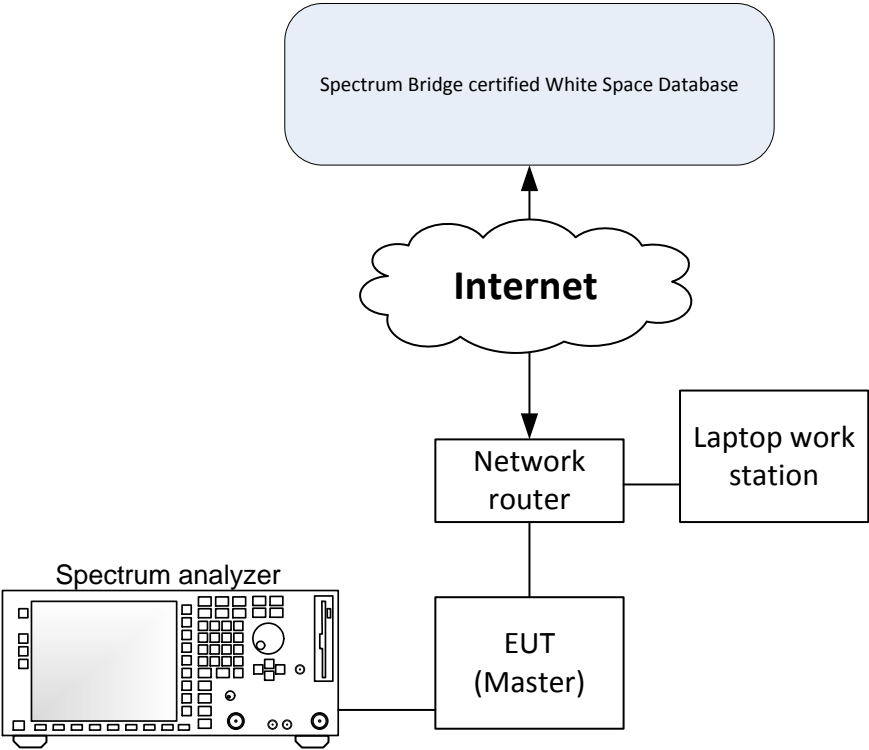 Spectrum Bridge certified White Space Database
Internet
Network
router
Laptop work
station
Spectrum analyzer
EUT
(Master)